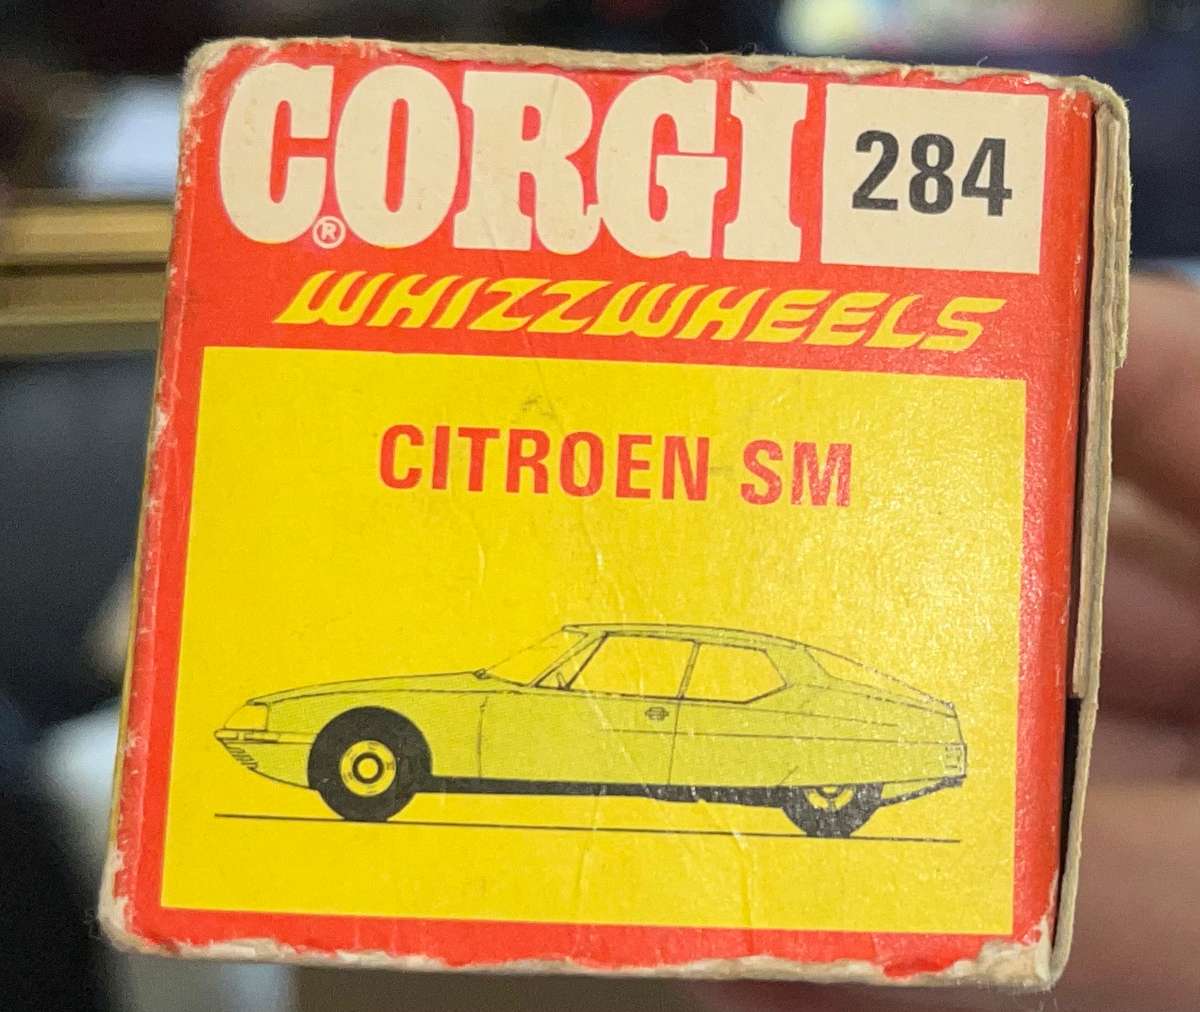 CORGI® 284
WHIZZWHEELS
CITROEN SM